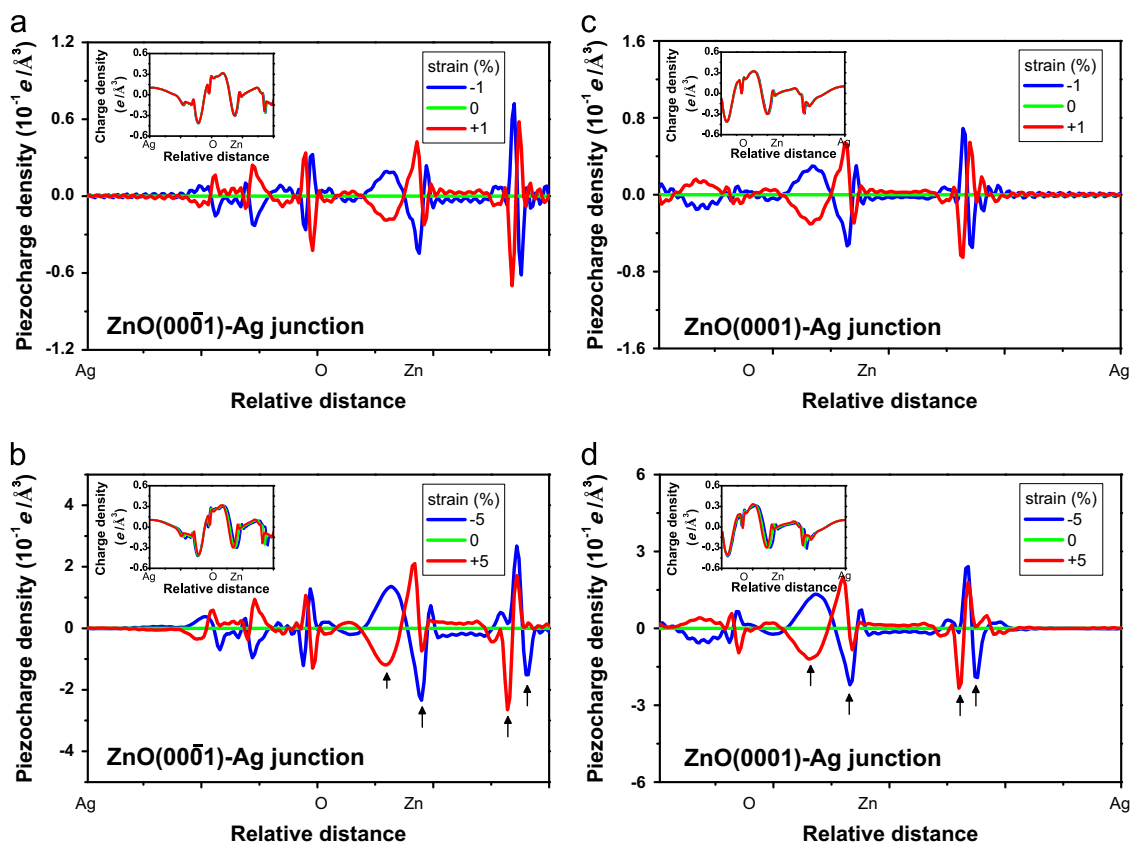 a
Piezocharge density (10⁻¹ e/Å³)
1.2
0.6
0.0
-0.6
-1.2
Charge density
(e/Å³)
0.6
0.3
0.0
-0.3
-0.6
Ag
O
Zn
Relative distance
strain (%)
-1
0
+1
ZnO(000̄1)-Ag junction
Ag
O
Zn
Relative distance
c
Piezocharge density (10⁻¹ e/Å³)
1.6
0.8
0.0
-0.8
-1.6
Charge density
(e/Å³)
0.6
0.3
0.0
-0.3
-0.6
O
Zn
Ag
Relative distance
strain (%)
-1
0
+1
ZnO(0001)-Ag junction
O
Zn
Ag
Relative distance
b
Piezocharge density (10⁻¹ e/Å³)
4
2
0
-2
-4
Charge density
(e/Å³)
0.6
0.3
0.0
-0.3
-0.6
Ag
O
Zn
Relative distance
strain (%)
-5
0
+5
ZnO(000̄1)-Ag junction
Ag
O
Zn
Relative distance
d
Piezocharge density (10⁻¹ e/Å³)
6
3
0
-3
-6
Charge density
(e/Å³)
0.6
0.3
0.0
-0.3
-0.6
O
Zn
Ag
Relative distance
strain (%)
-5
0
+5
ZnO(0001)-Ag junction
O
Zn
Ag
Relative distance